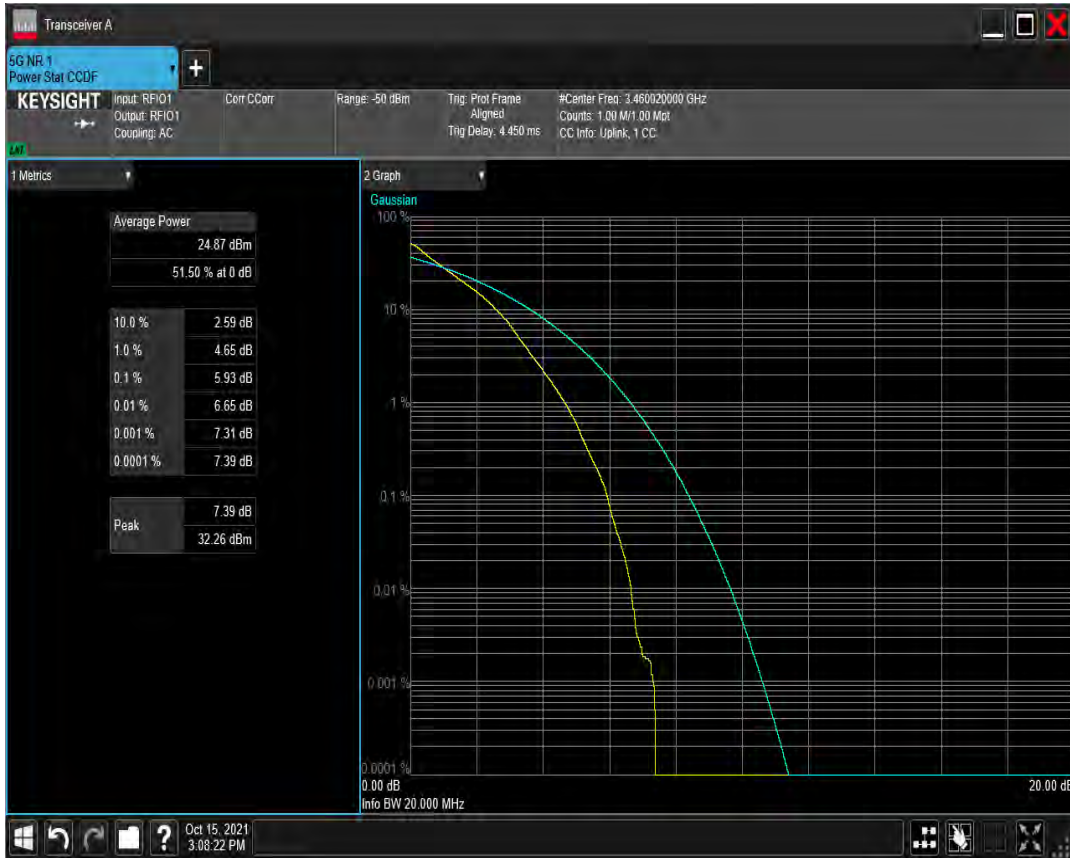 Transceiver A
5G NR 1
Power Stat CCDF
+
KEYSIGHT
Input: RFIO1
Output: RFIO1
Coupling: AC
Corr CCorr
Range: -50 dBm
Trig: Prot Frame
Aligned
Trig Delay: 4.450 ms
#Center Freq: 3.460020000 GHz
Counts: 1.00 M/1.00 Mpt
CC Info: Uplink, 1 CC
1 Metrics
Average Power
24.87 dBm
51.50 % at 0 dB
10.0 % 2.59 dB
1.0 % 4.65 dB
0.1 % 5.93 dB
0.01 % 6.65 dB
0.001 % 7.31 dB
0.0001 % 7.39 dB
Peak
7.39 dB
32.26 dBm
2 Graph
Gaussian
100 %
10 %
1 %
0.1 %
0.01 %
0.001 %
0.0001 %
0.00 dB 20.00 dB
Info BW 20.000 MHz
?
Oct 15, 2021
3:08:22 PM